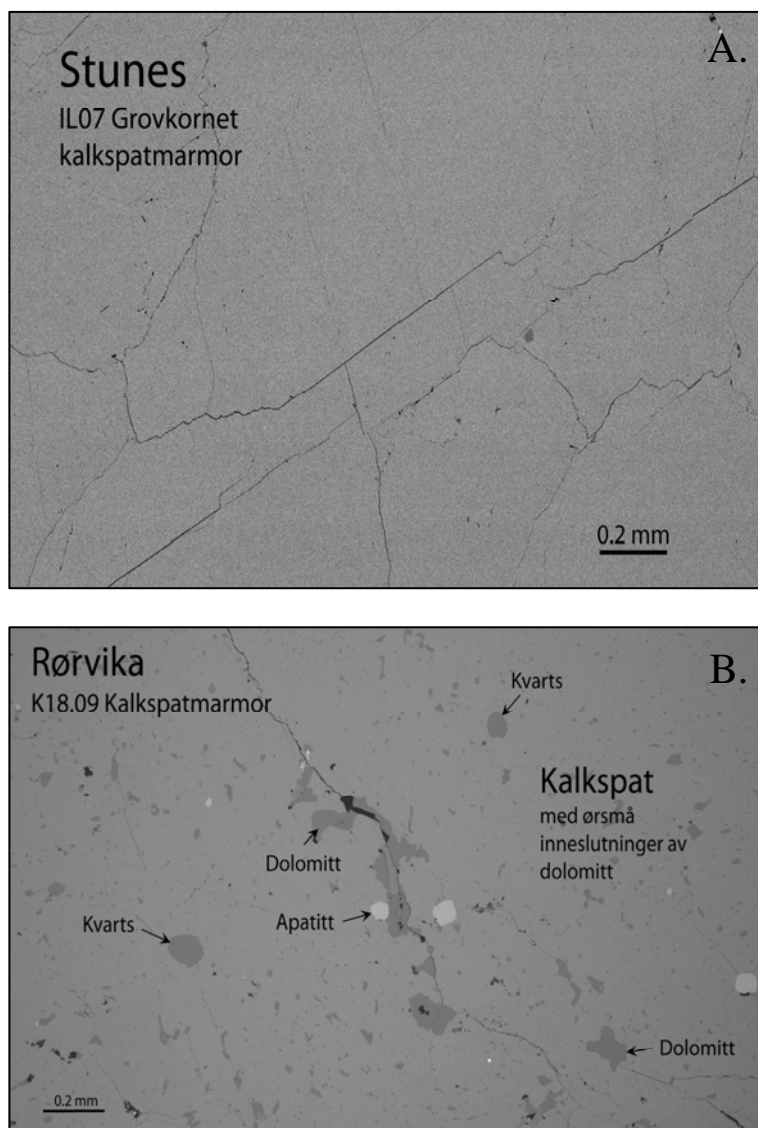 A.
Stunes
IL07 Grovkornet
kalkspatmarmor
0.2 mm
B.
Rørvika
K18.09 Kalkspatmarmor
Kvarts
Kalkspat
med ørsmå
inneslutninger av
dolomitt
Dolomitt
Kvarts
Apatitt
Dolomitt
0.2 mm